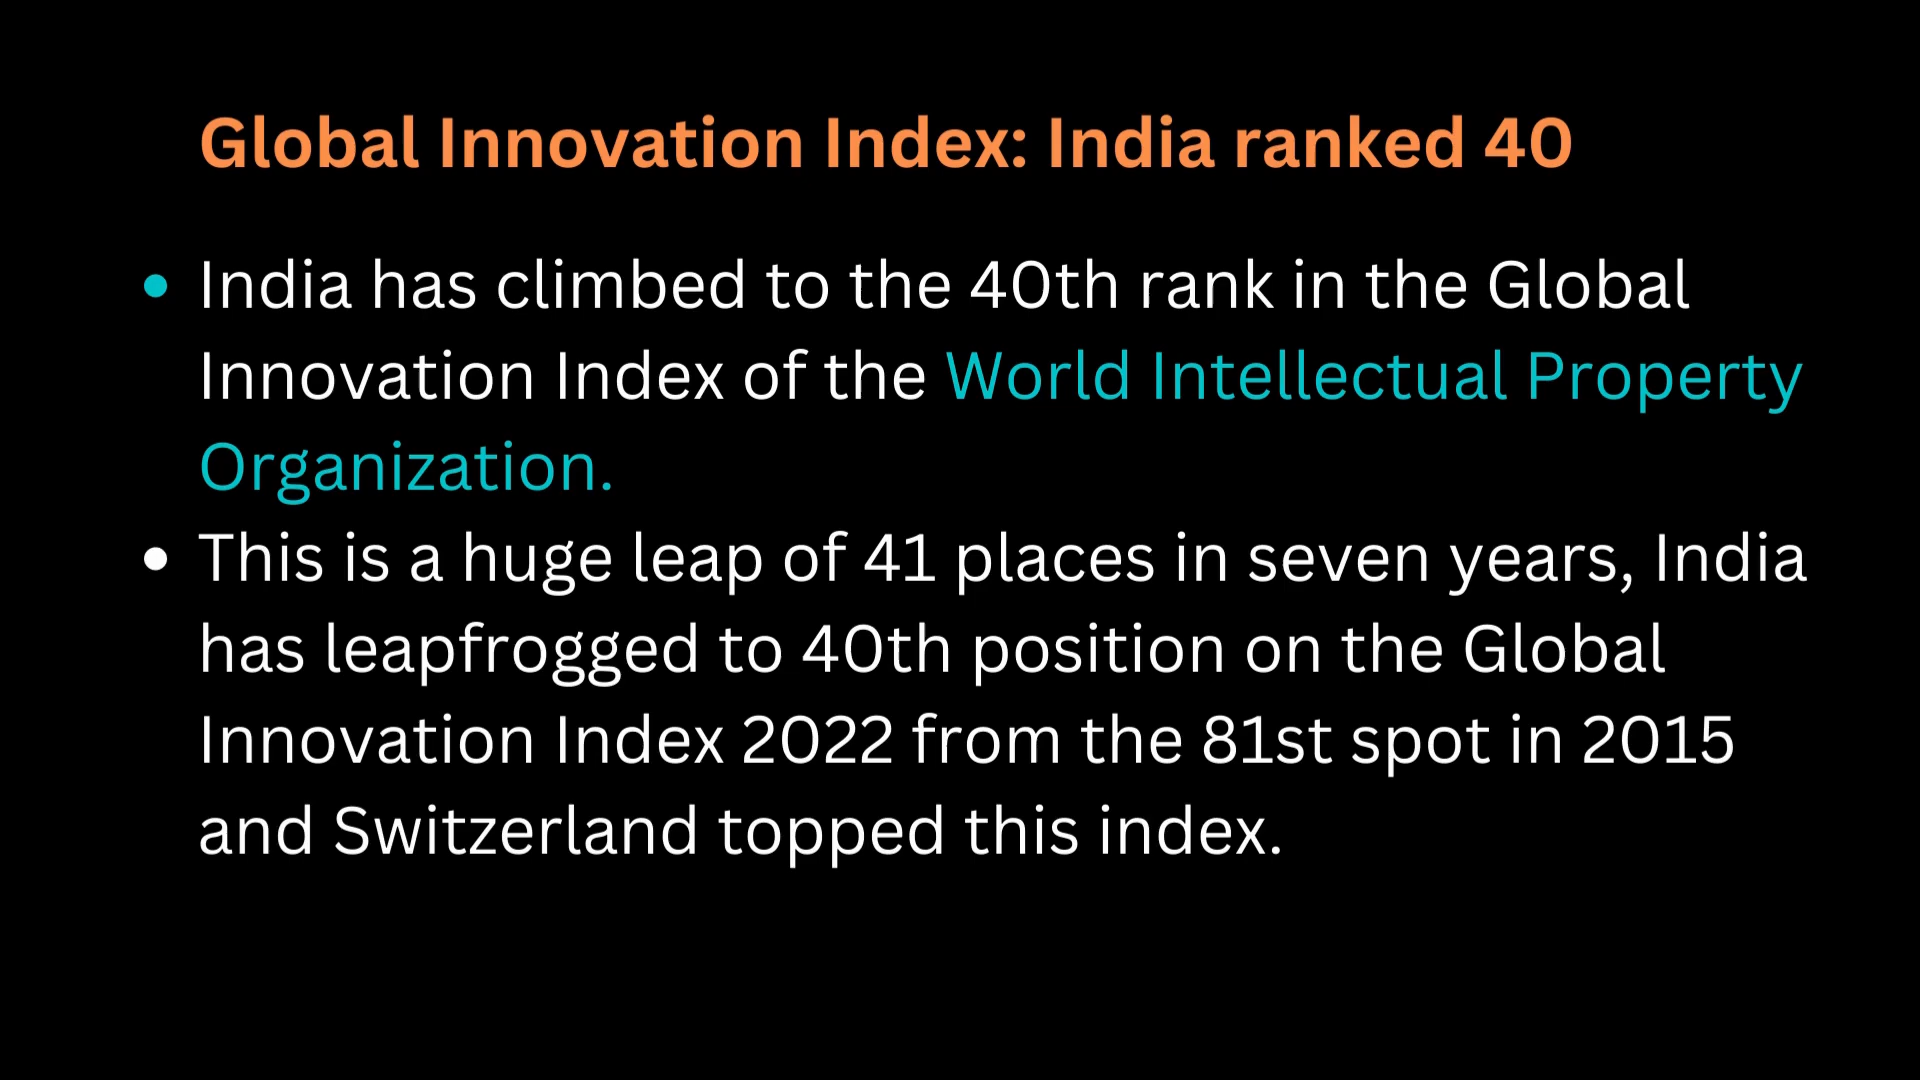 Global Innovation Index: India ranked 40
• India has climbed to the 40th rank in the Global
Innovation Index of the World Intellectual Property
Organization.
• This is a huge leap of 41 places in seven years, India
has leapfrogged to 40th position on the Global
Innovation Index 2022 from the 81st spot in 2015
and Switzerland topped this index.